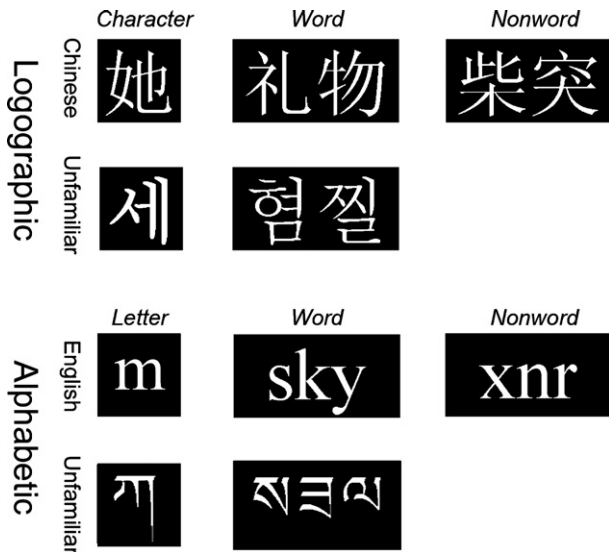 Character Word Nonword
Logographic
Chinese
她 礼物 柴突
Unfamiliar
세 혐찔
Letter Word Nonword
Alphabetic
English
m sky xnr
Unfamiliar
ཀ ས ལ